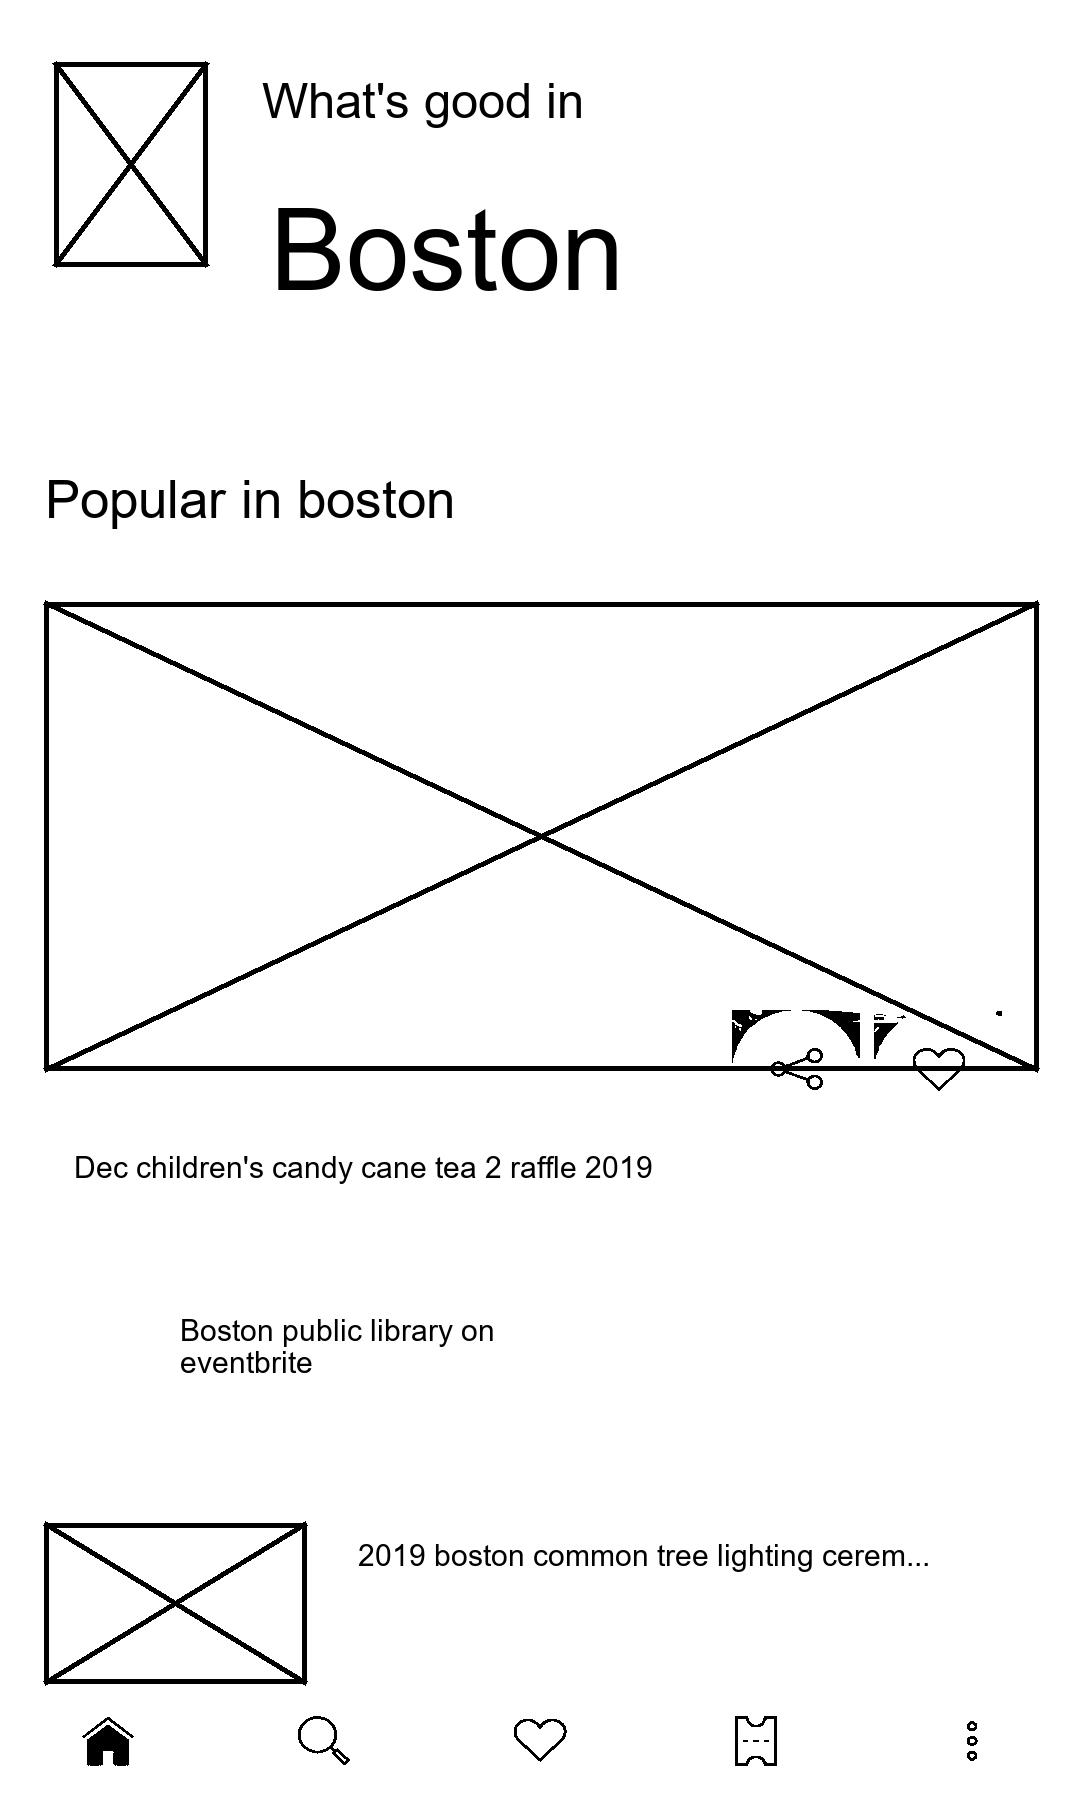 What's good in
Boston
Popular in boston
Dec children's candy cane tea 2 raffle 2019
Boston public library on
eventbrite
2019 boston common tree lighting cerem...